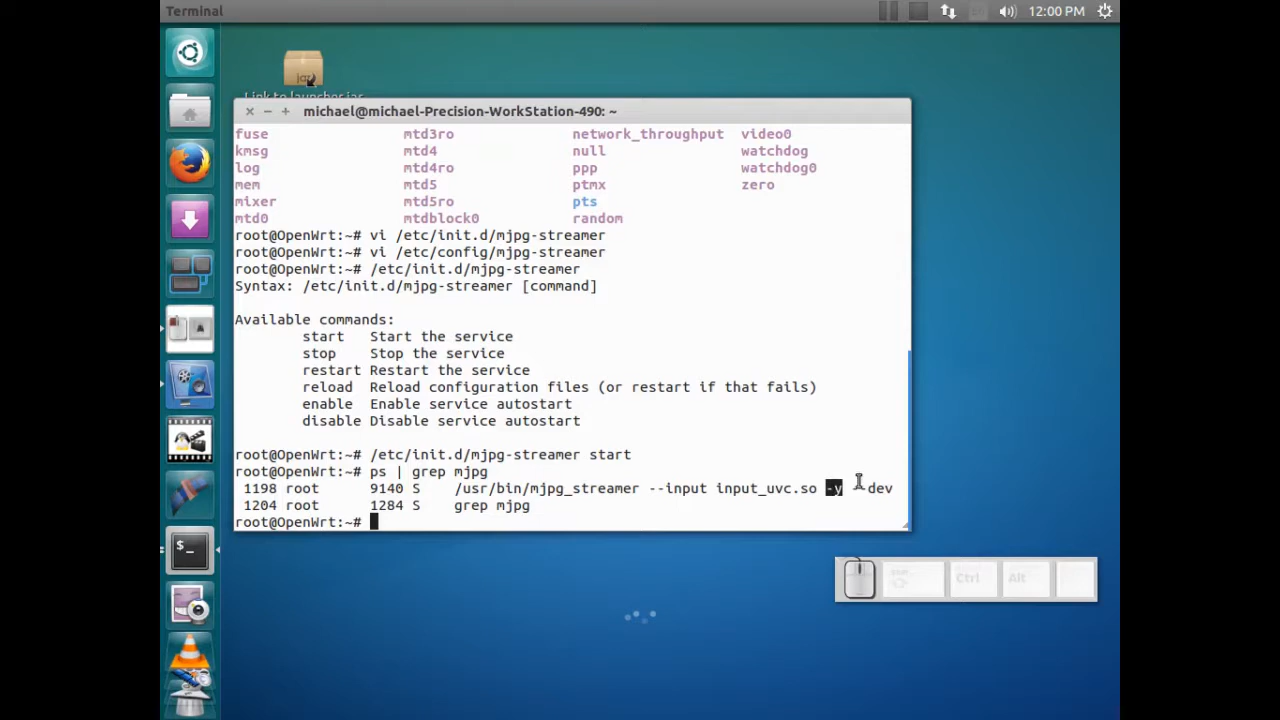 Terminal
12:00 PM
Link to launcher.jar
michael@michael-Precision-WorkStation-490: ~
fuse mtd3ro network_throughput video0
kmsg mtd4 null watchdog
log mtd4ro ppp watchdog0
mem mtd5 ptmx zero
mixer mtd5ro pts
mtd0 mtdblock0 random
root@OpenWrt:~# vi /etc/init.d/mjpg-streamer
root@OpenWrt:~# vi /etc/config/mjpg-streamer
root@OpenWrt:~# /etc/init.d/mjpg-streamer
Syntax: /etc/init.d/mjpg-streamer [command]
Available commands:
start Start the service
stop Stop the service
restart Restart the service
reload Reload configuration files (or restart if that fails)
enable Enable service autostart
disable Disable service autostart
root@OpenWrt:~# /etc/init.d/mjpg-streamer start
root@OpenWrt:~# ps | grep mjpg
1198 root 9140 S /usr/bin/mjpg_streamer --input input_uvc.so -y --dev
1204 root 1284 S grep mjpg
root@OpenWrt:~#
Ctrl
Alt